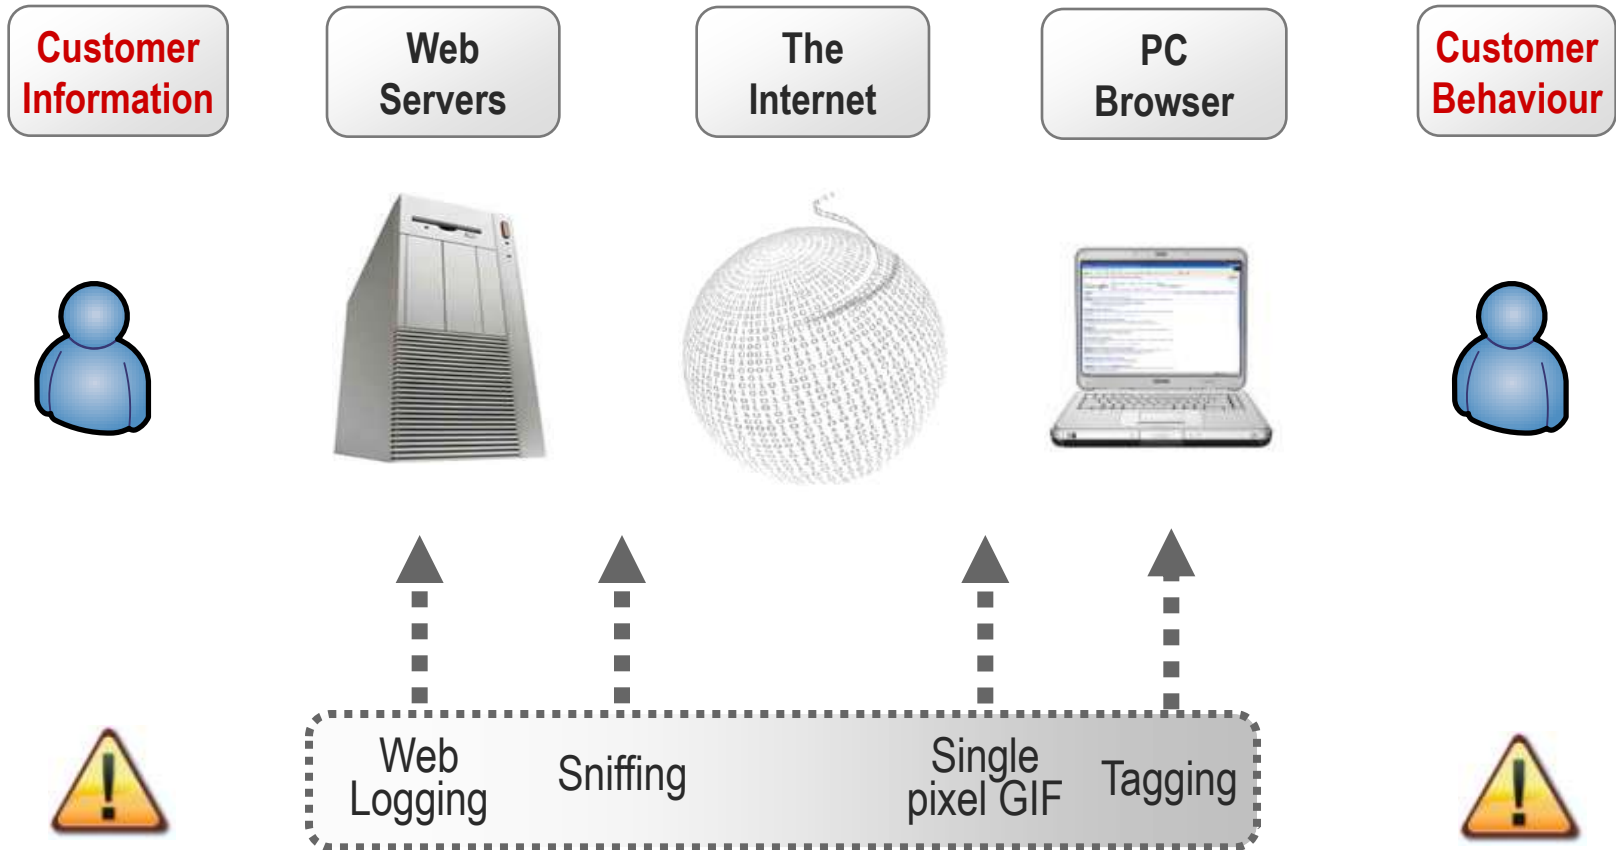 Customer
Information
Web
Servers
The
Internet
PC
Browser
Customer
Behaviour
Web
Logging
Sniffing
Single
pixel GIF
Tagging